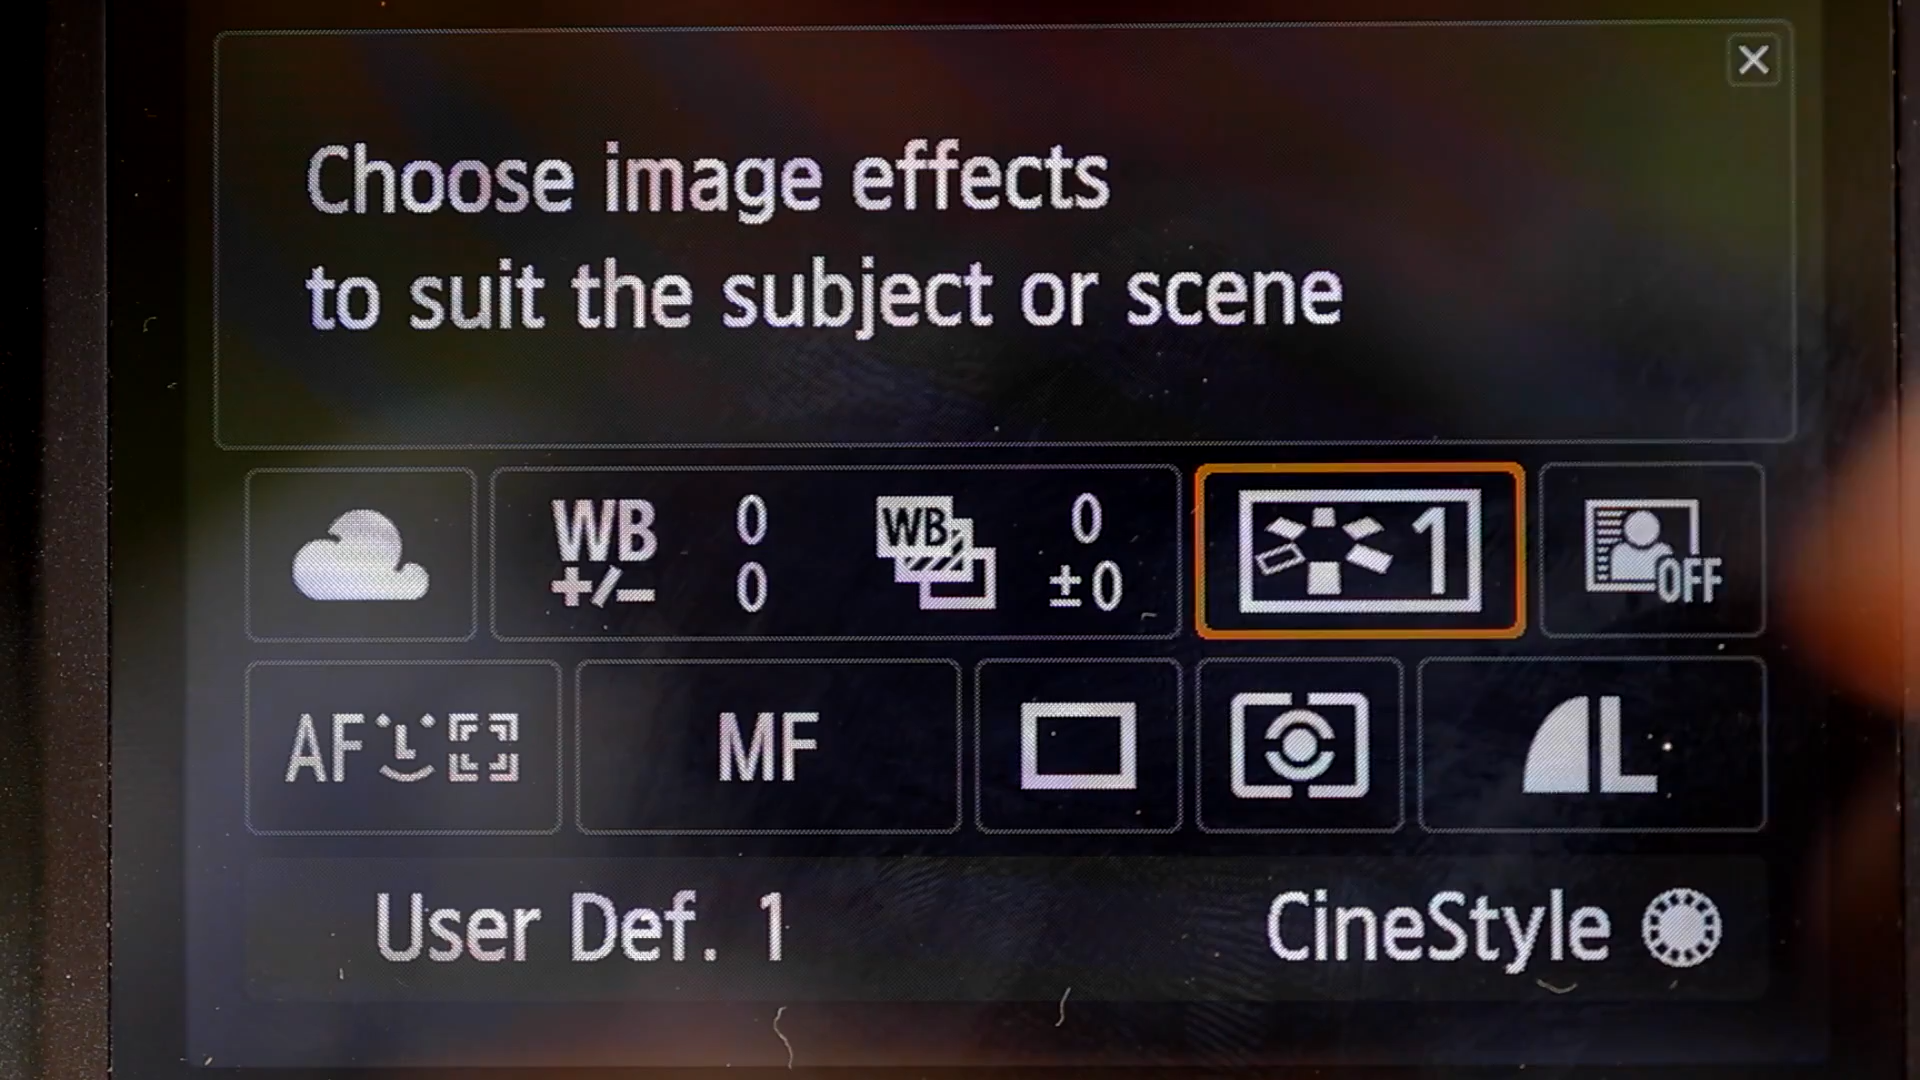 Choose image effects
to suit the subject or scene
WB 0 WB 0
+/− 0 ±0
1
OFF
AF MF L
User Def. 1 CineStyle